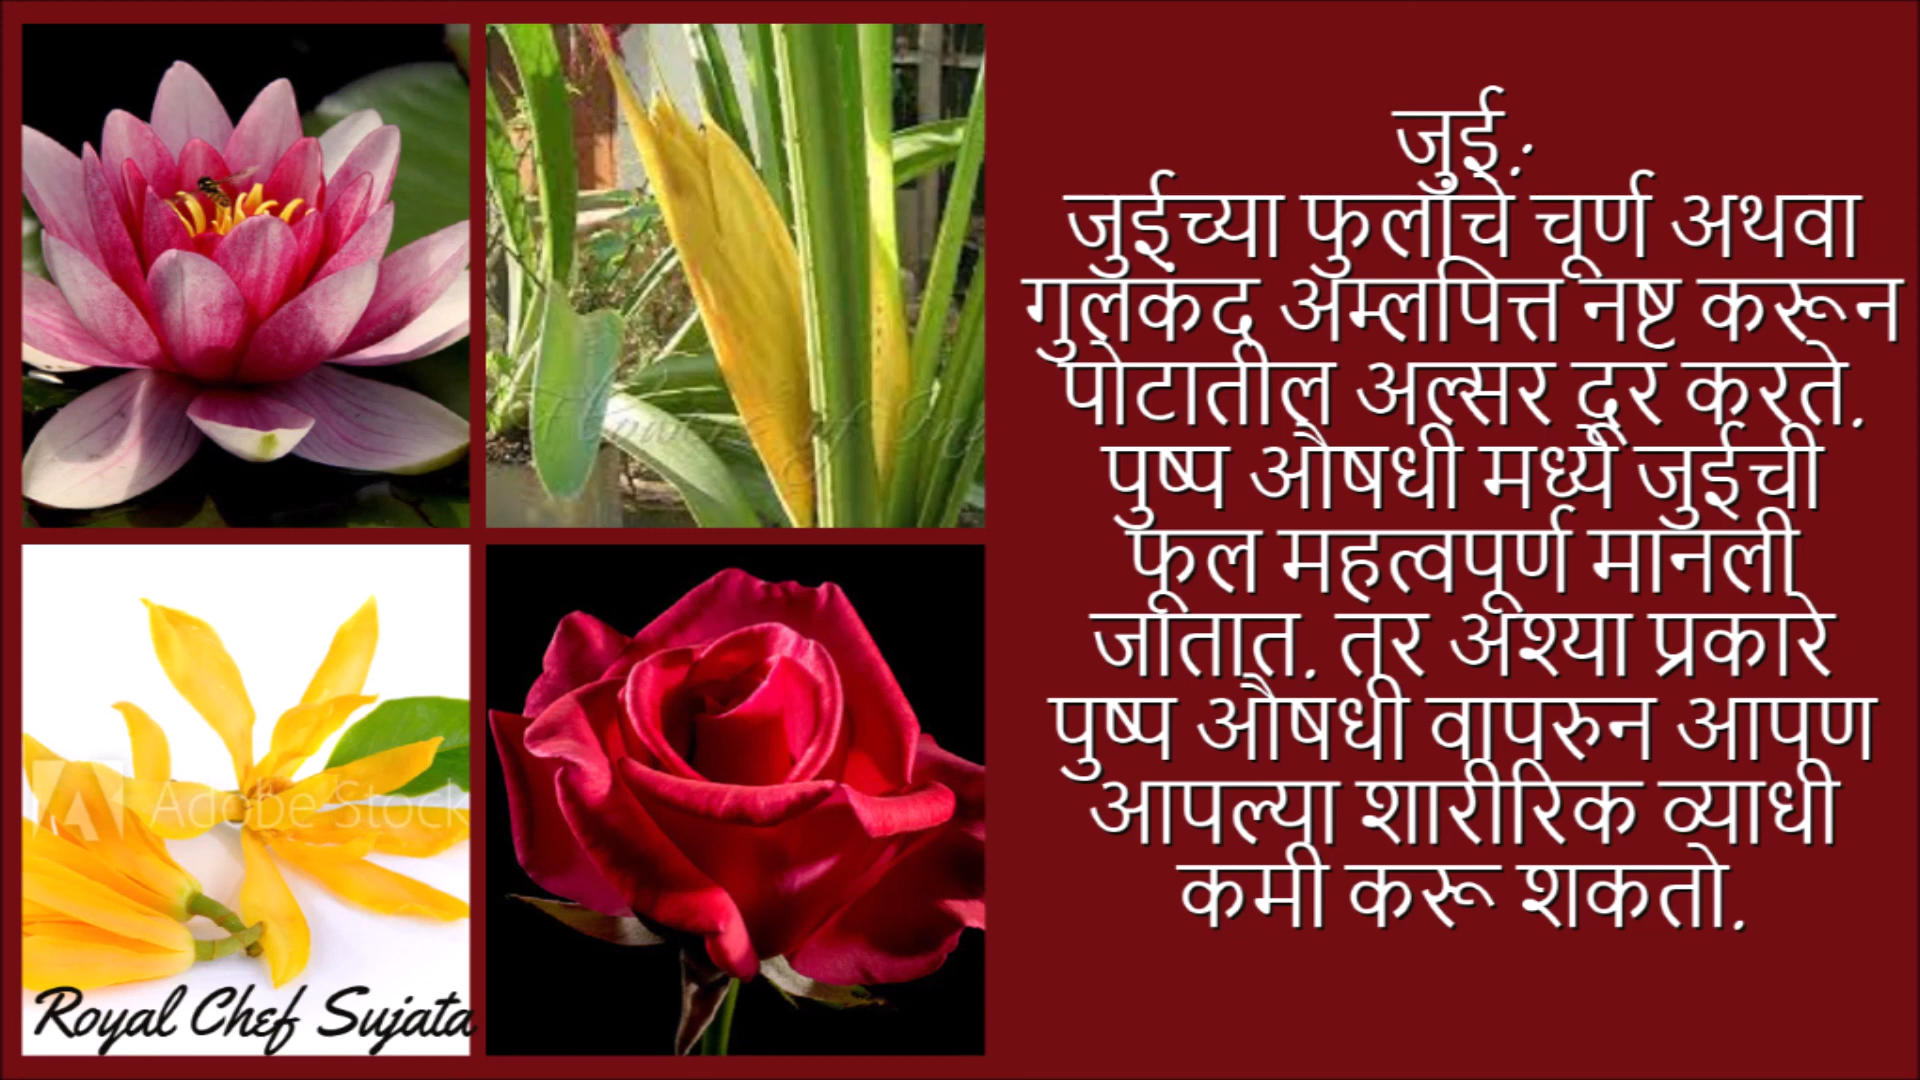 जुई:
जुईच्या फुलांचे चूर्ण अथवा
गुलकंद अम्लपित्त नष्ट करून
पोटातील अल्सर दूर करते.
पुष्प औषधी मध्ये जुईची
फूल महत्वपूर्ण मानली
जातात. तर अश्या प्रकारे
पुष्प औषधी वापरुन आपण
आपल्या शारीरिक व्याधी
कमी करू शकतो.
Adobe Stock
Royal Chef Sujata